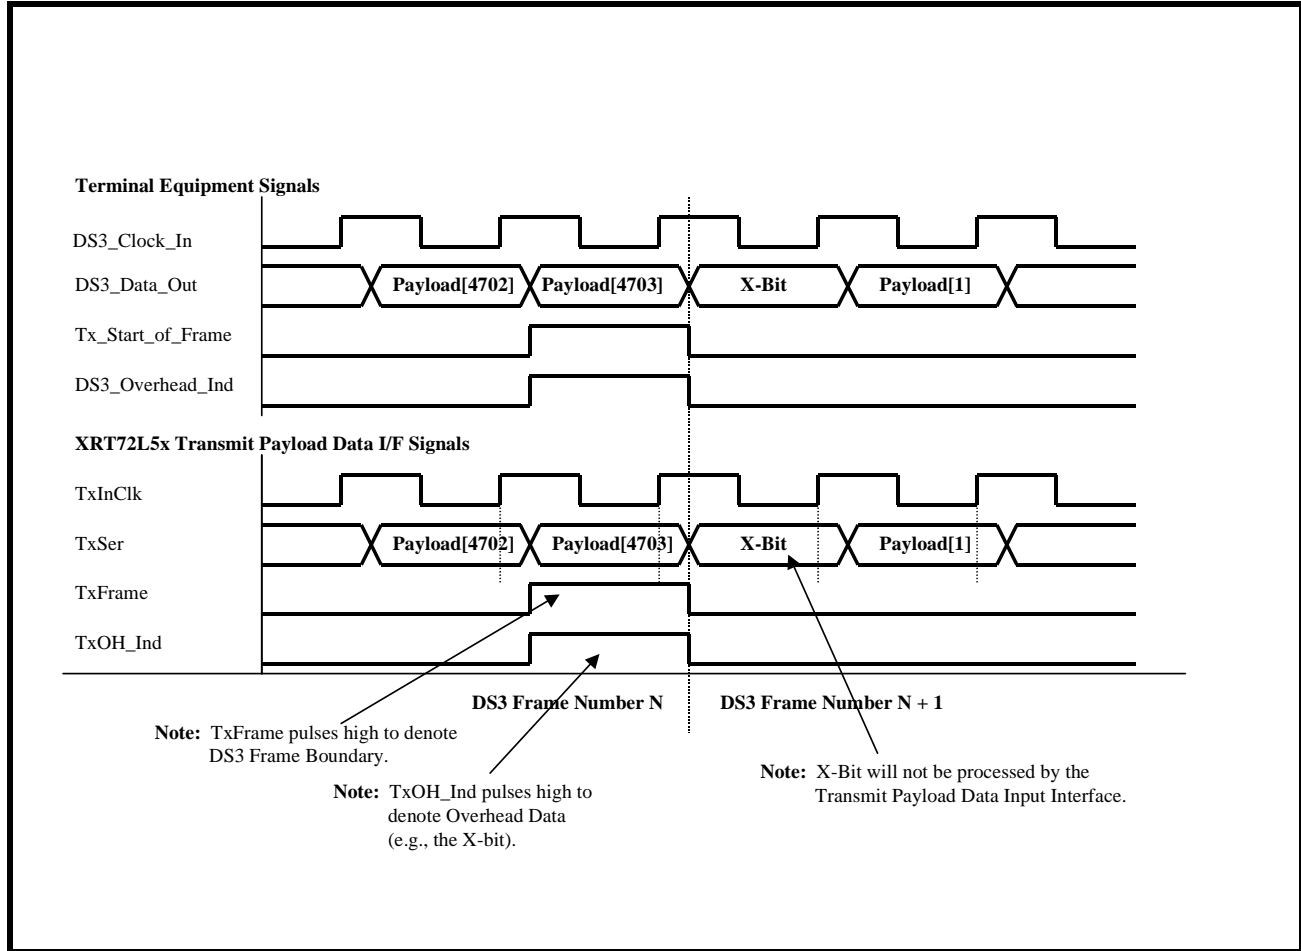 Terminal Equipment Signals
DS3_Clock_In
DS3_Data_Out
Payload[4702] Payload[4703] X-Bit Payload[1]
Tx_Start_of_Frame
DS3_Overhead_Ind
XRT72L5x Transmit Payload Data I/F Signals
TxInClk
TxSer
Payload[4702] Payload[4703] X-Bit Payload[1]
TxFrame
TxOH_Ind
DS3 Frame Number N DS3 Frame Number N + 1
Note: TxFrame pulses high to denote
DS3 Frame Boundary.
Note: TxOH_Ind pulses high to
denote Overhead Data
(e.g., the X-bit).
Note: X-Bit will not be processed by the
Transmit Payload Data Input Interface.